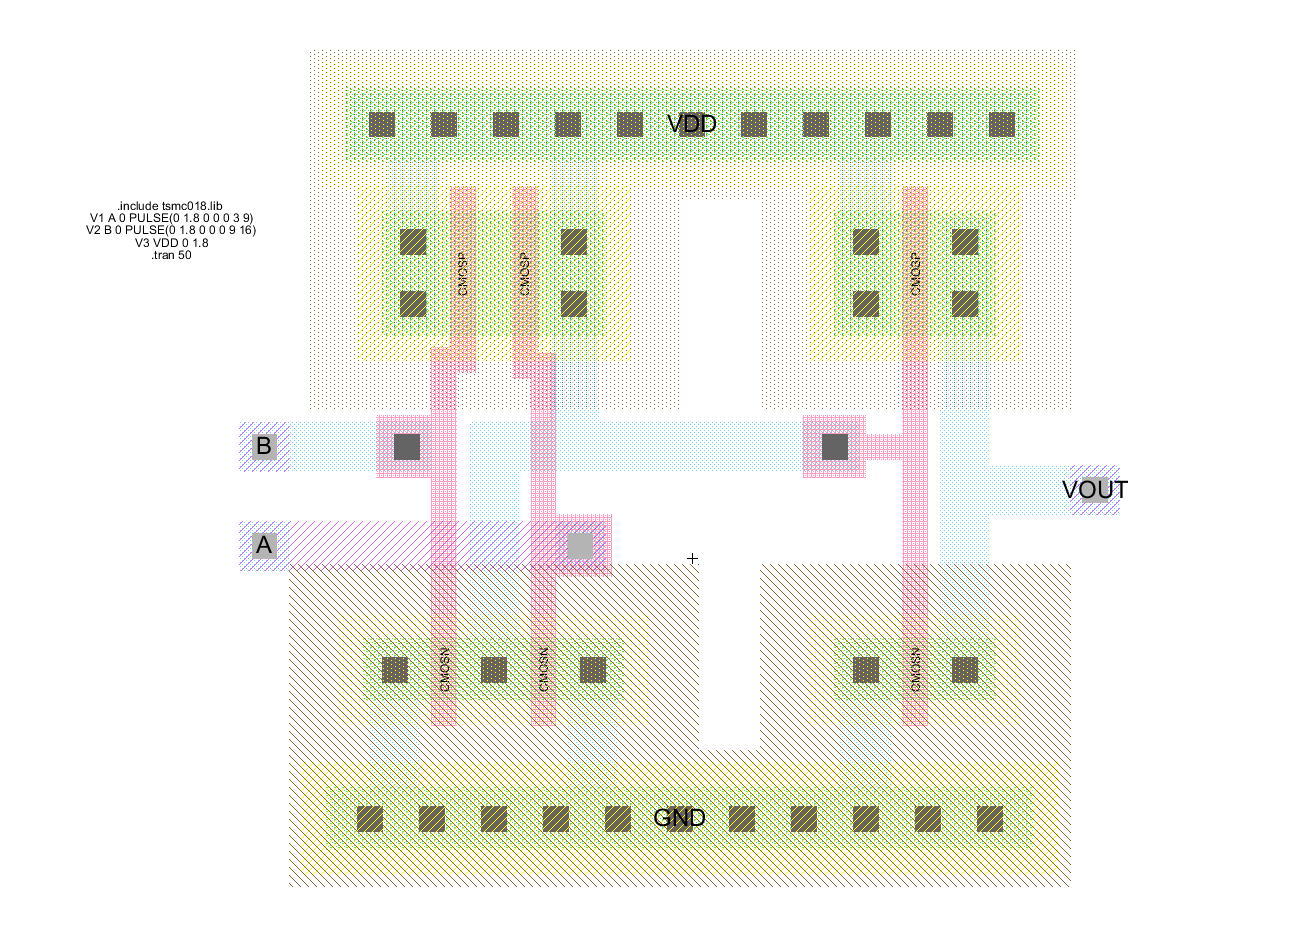 VDD
.include tsmc018.lib
V1 A 0 PULSE(0 1.8 0 0 0 3 9)
V2 B 0 PULSE(0 1.8 0 0 0 9 16)
V3 VDD 0 1.8
.tran 50
CMOSP
CMOSP
CMOSP
B
VOUT
A
CMOSN
CMOSN
CMOSN
GND